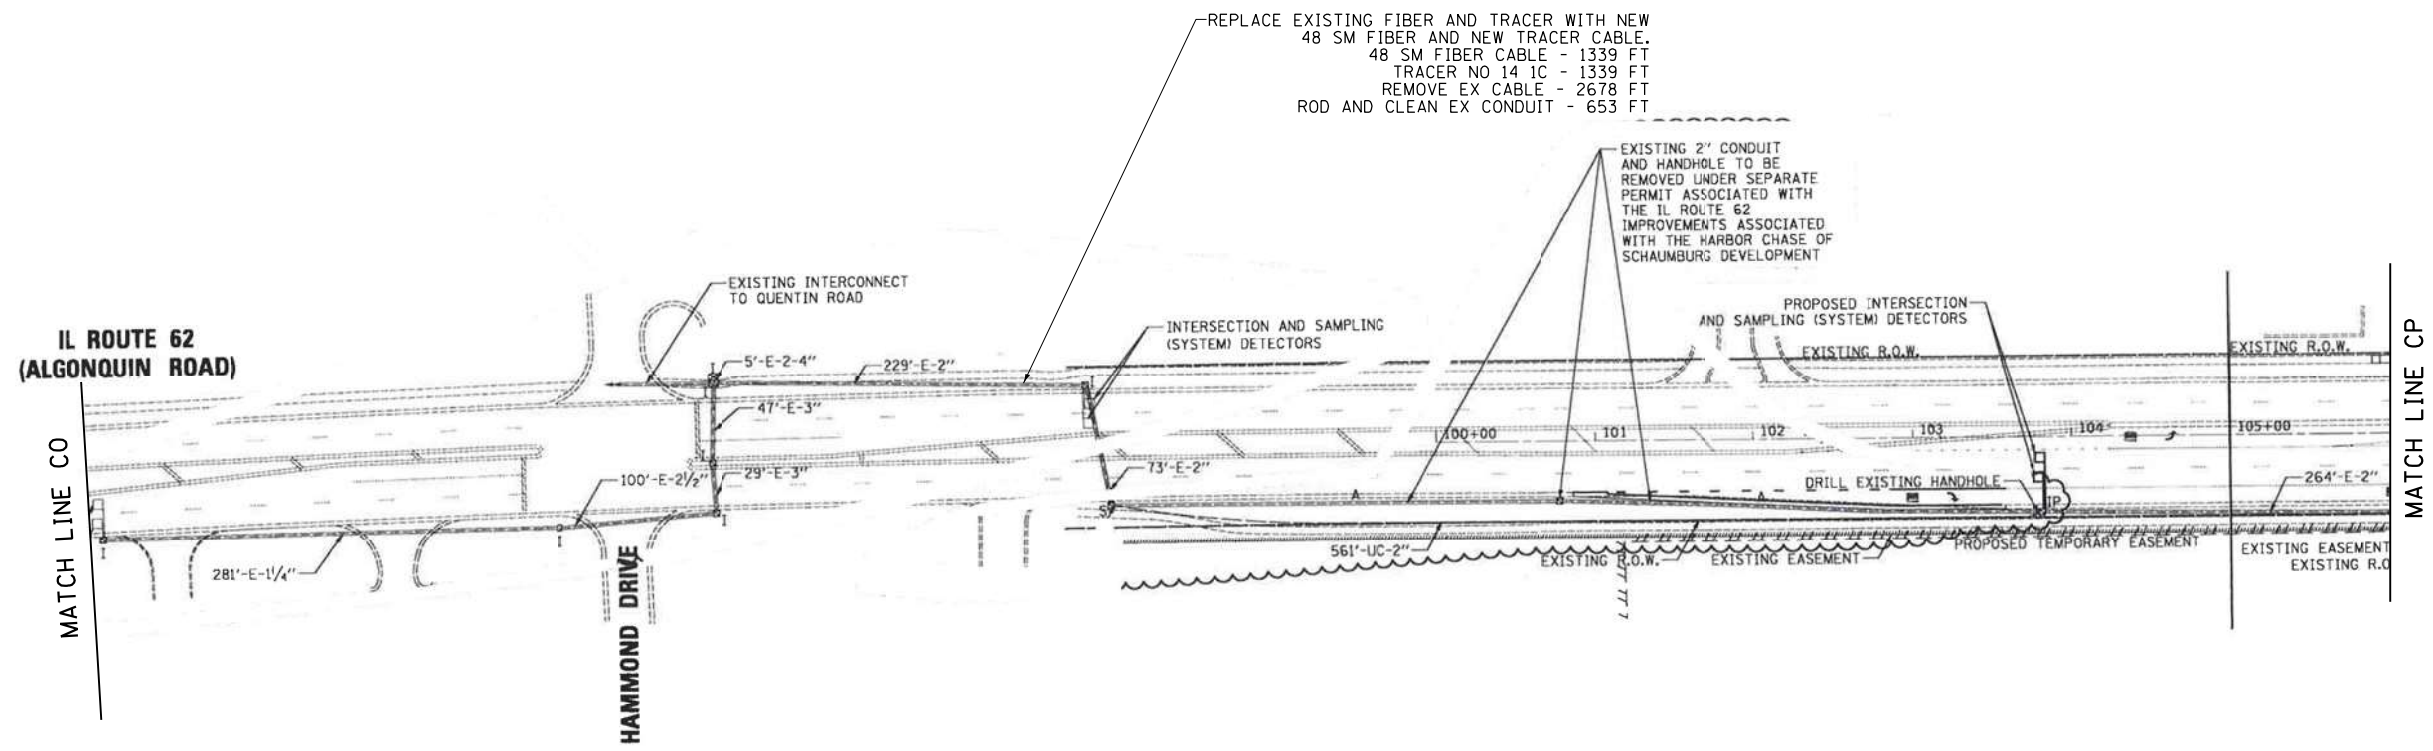 REPLACE EXISTING FIBER AND TRACER WITH NEW
48 SM FIBER AND NEW TRACER CABLE.
48 SM FIBER CABLE - 1339 FT
TRACER NO 14 1C - 1339 FT
REMOVE EX CABLE - 2678 FT
ROD AND CLEAN EX CONDUIT - 653 FT
EXISTING 2" CONDUIT
AND HANDHOLE TO BE
REMOVED UNDER SEPARATE
PERMIT ASSOCIATED WITH
THE IL ROUTE 62
IMPROVEMENTS ASSOCIATED
WITH THE HARBOR CHASE OF
SCHAUMBURG DEVELOPMENT
EXISTING INTERCONNECT
TO QUENTIN ROAD
PROPOSED INTERSECTION
AND SAMPLING (SYSTEM) DETECTORS
INTERSECTION AND SAMPLING
(SYSTEM) DETECTORS
IL ROUTE 62
(ALGONQUIN ROAD)
EXISTING R.O.W.
EXISTING R.O.W.
5'-E-2-4"
229'-E-2"
I
I
47'-E-3"
100+00
101
102
103
104
105+00
MATCH LINE CO
MATCH LINE CP
100'-E-2½"
29'-E-3"
73'-E-2"
DRILL EXISTING HANDHOLE
264'-E-2"
A
A
IP
I
I
I
281'-E-1¼"
561'-UC-2"
EXISTING R.O.W.
EXISTING EASEMENT
PROPOSED TEMPORARY EASEMENT
EXISTING EASEMENT
EXISTING R.O
HAMMOND DRIVE